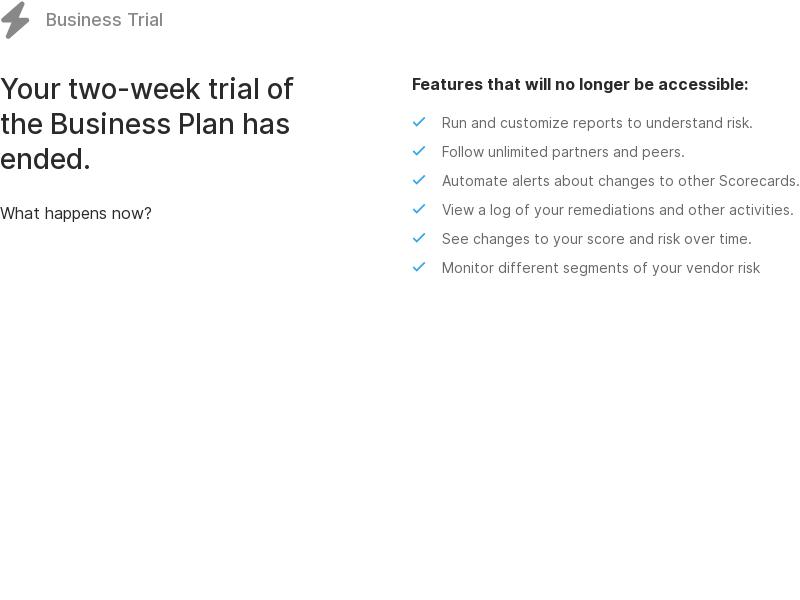 Business Trial
Your two-week trial of
the Business Plan has
ended.
What happens now?
Features that will no longer be accessible:
Run and customize reports to understand risk.
Follow unlimited partners and peers.
Automate alerts about changes to other Scorecards.
View a log of your remediations and other activities.
See changes to your score and risk over time.
Monitor different segments of your vendor risk